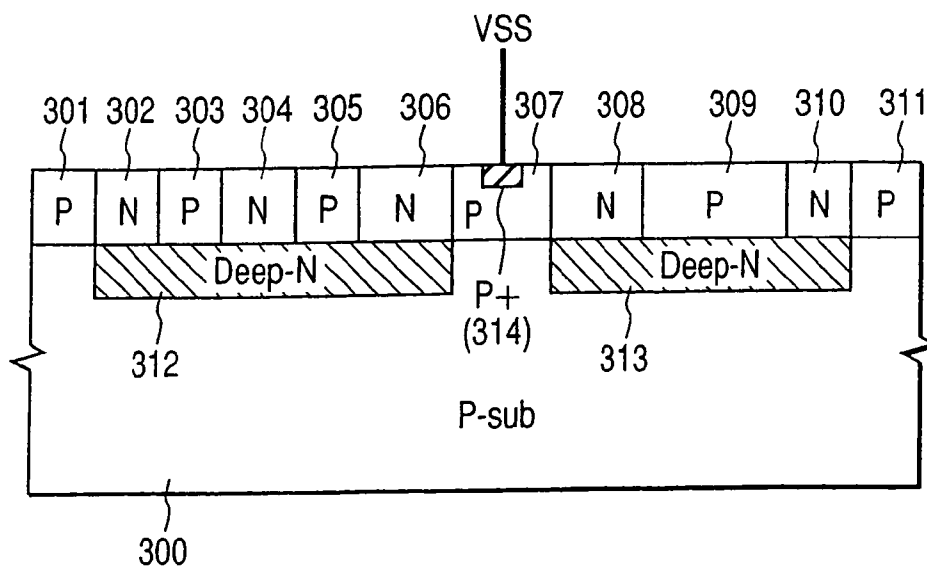 VSS
301 302 303 304 305 306 307 308 309 310 311
P N P N P N P N P N P
Deep-N Deep-N
P+
(314)
312 313
P-sub
300